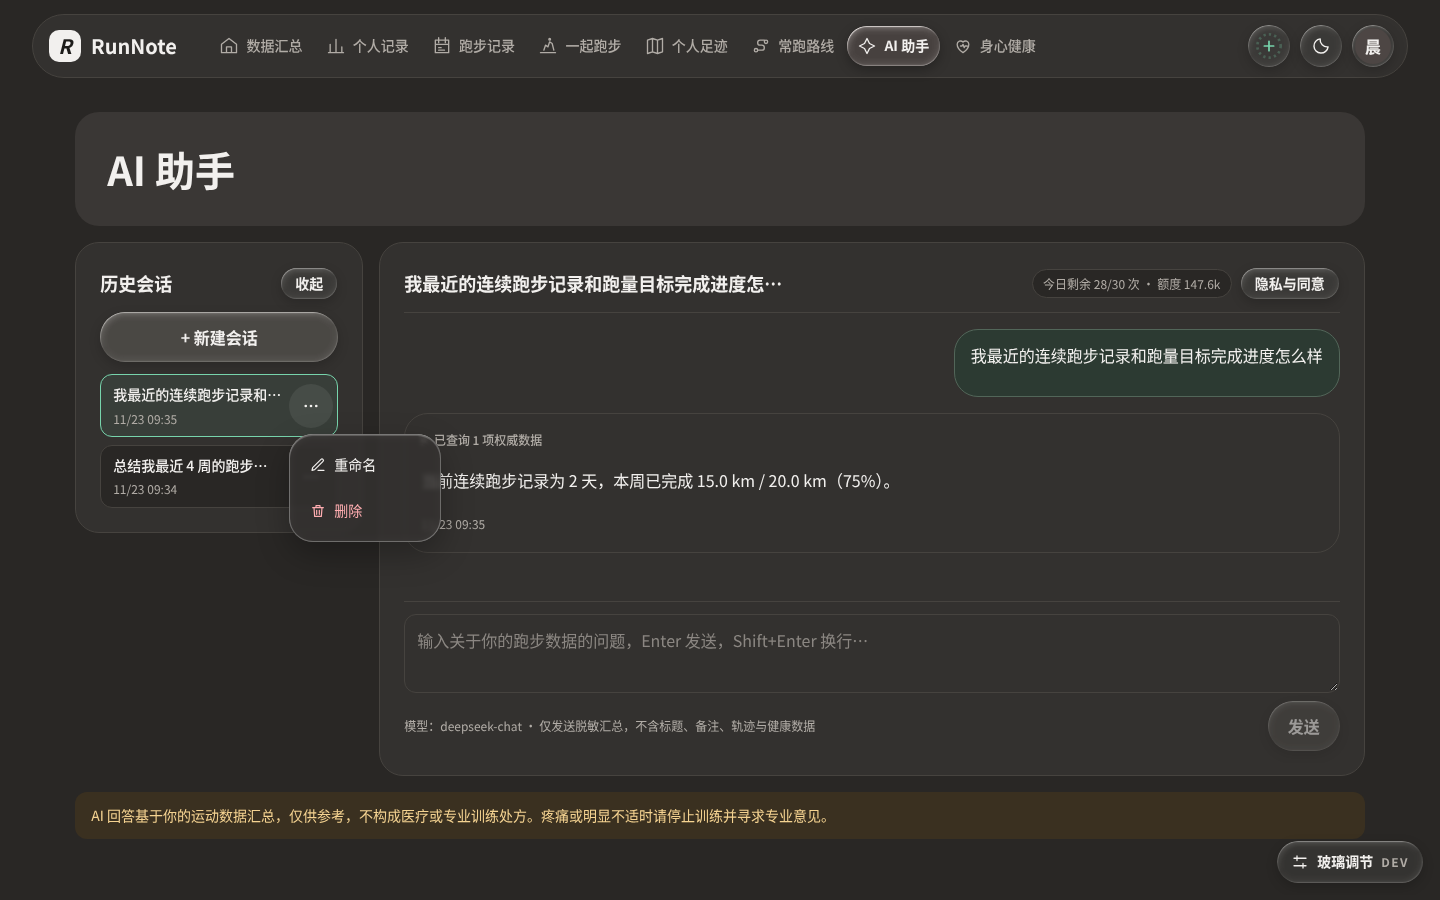 R RunNote 数据汇总 个人记录 跑步记录 一起跑步 个人足迹 常跑路线 AI 助手 身心健康 晨
AI 助手
历史会话 收起
+ 新建会话
我最近的连续跑步记录和…
11/23 09:35
总结我最近 4 周的跑步…
11/23 09:34
重命名
删除
我最近的连续跑步记录和跑量目标完成进度怎… 今日剩余 28/30 次 · 额度 147.6k 隐私与同意
我最近的连续跑步记录和跑量目标完成进度怎么样
已查询 1 项权威数据
前连续跑步记录为 2 天，本周已完成 15.0 km / 20.0 km（75%）。
23 09:35
输入关于你的跑步数据的问题，Enter 发送，Shift+Enter 换行…
模型：deepseek-chat · 仅发送脱敏汇总，不含标题、备注、轨迹与健康数据 发送
AI 回答基于你的运动数据汇总，仅供参考，不构成医疗或专业训练处方。疼痛或明显不适时请停止训练并寻求专业意见。
玻璃调节 DEV